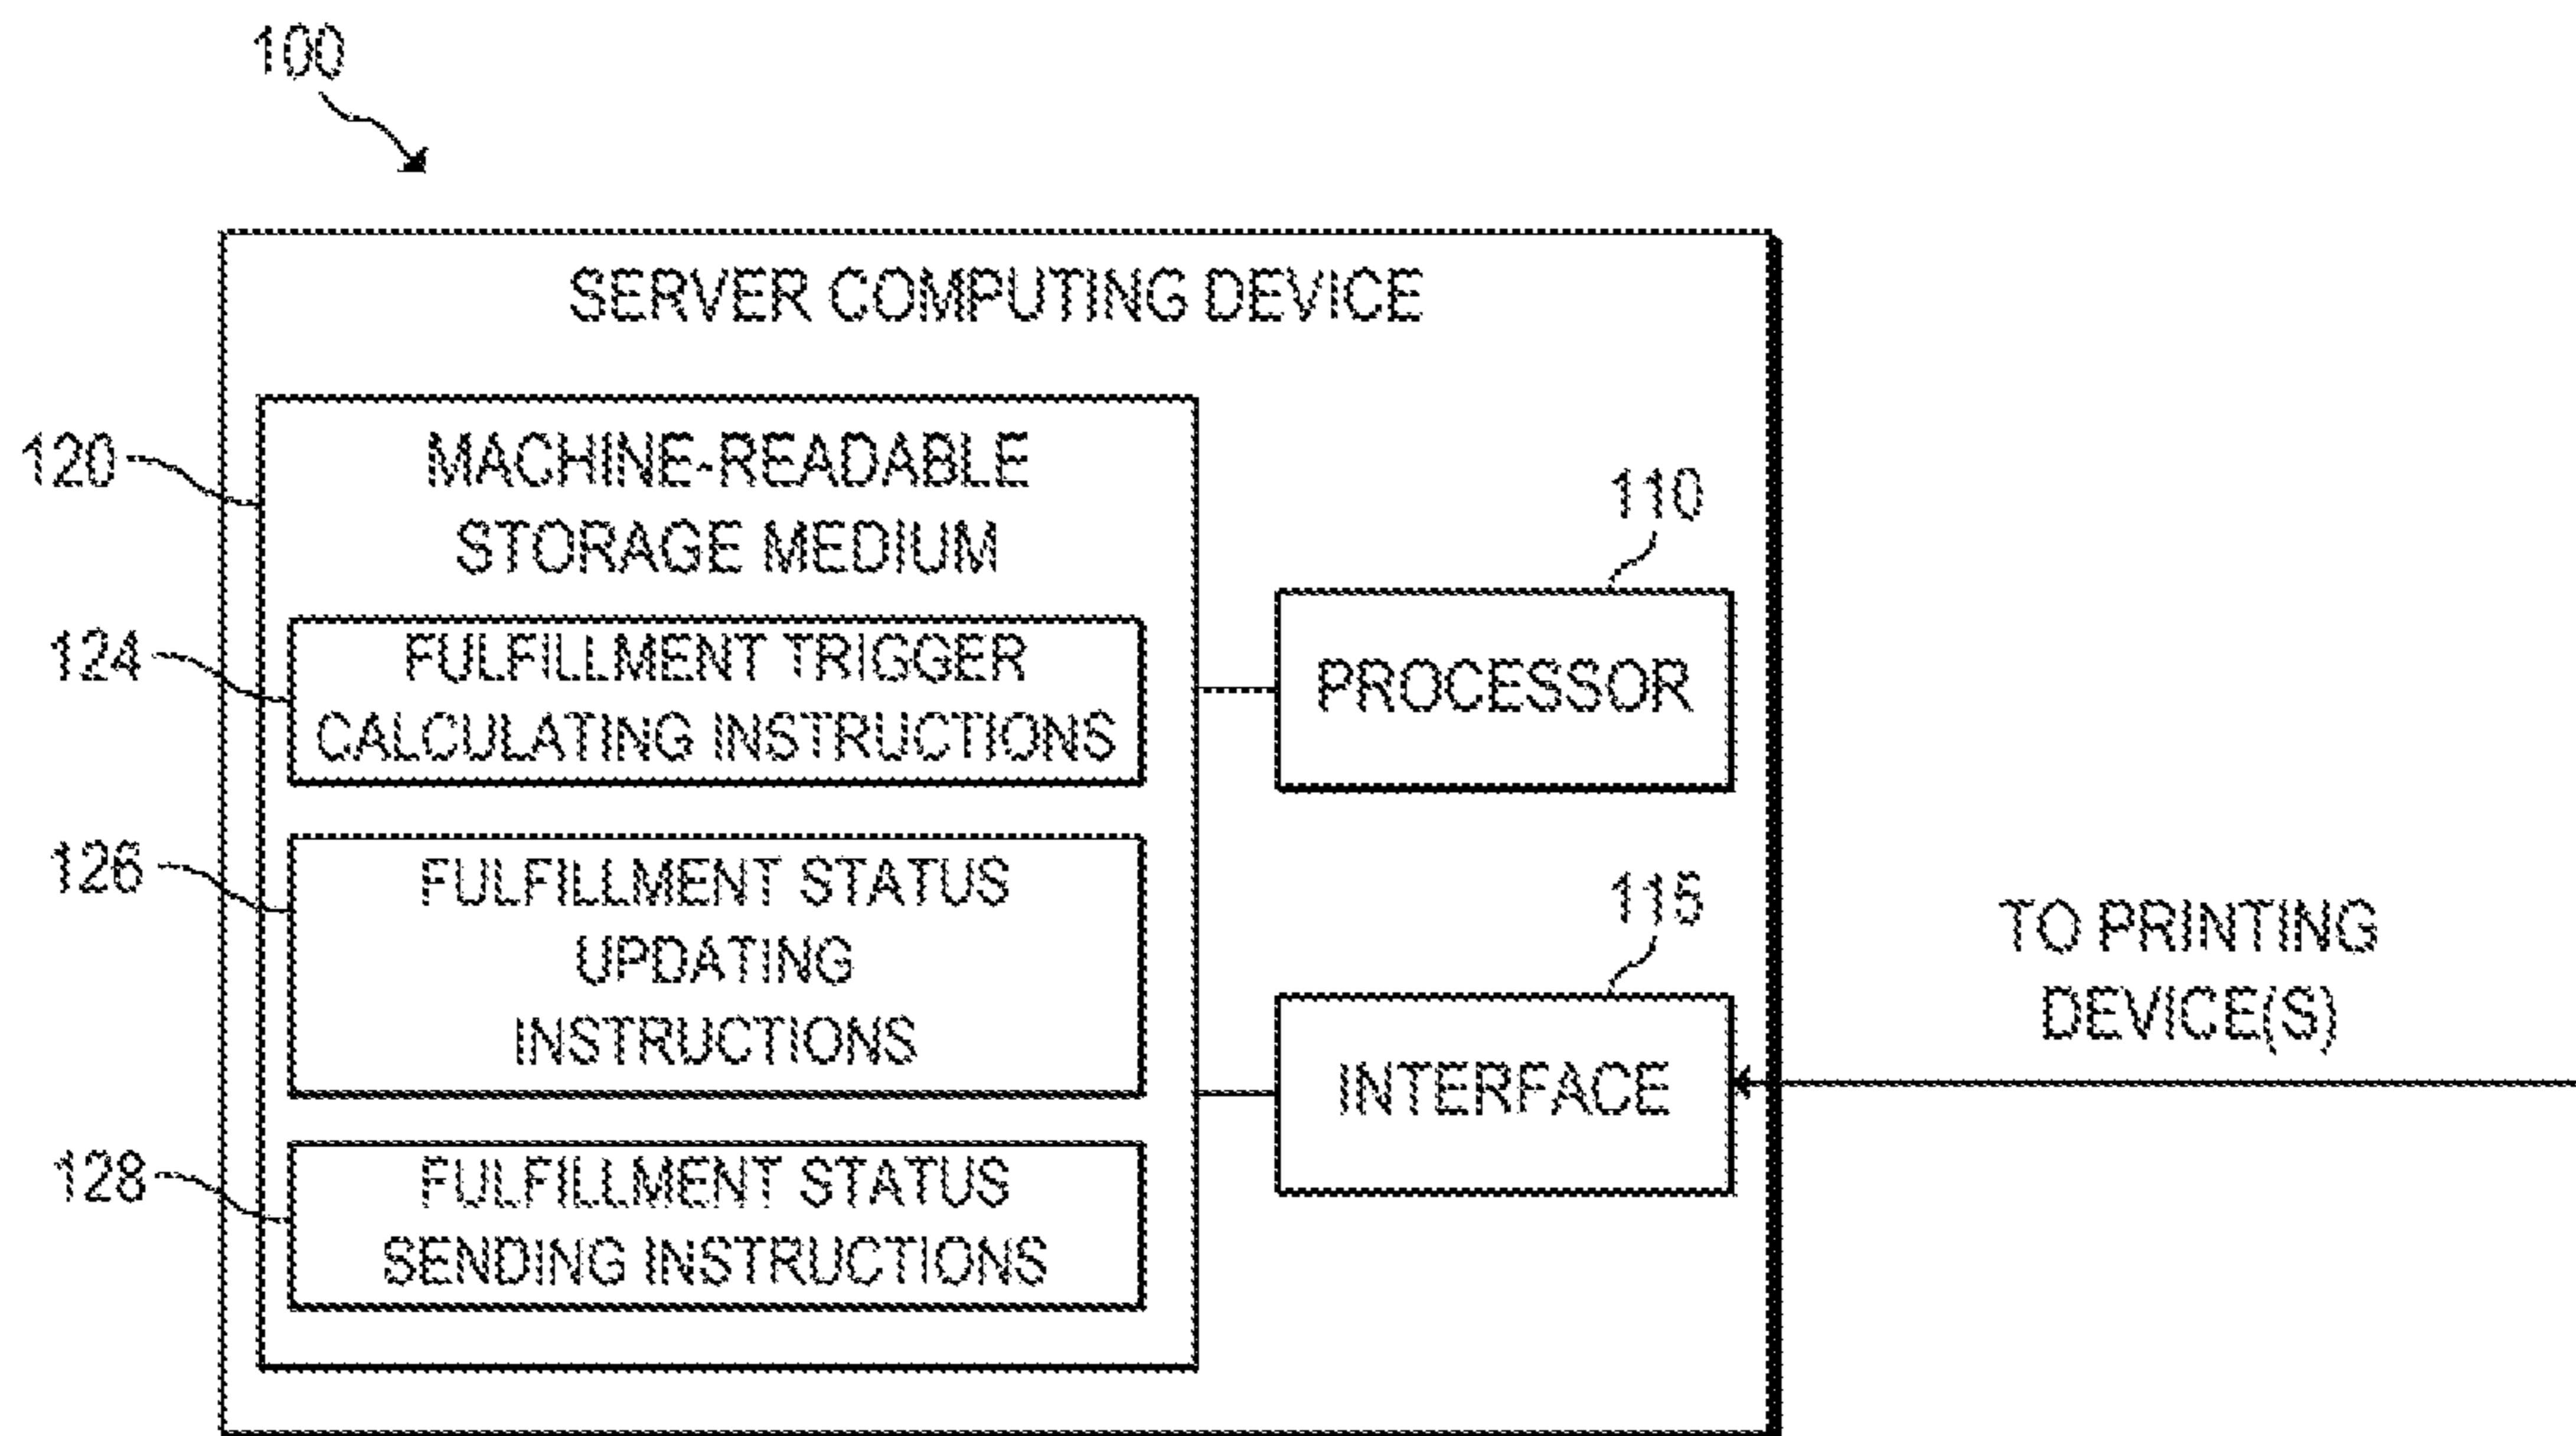 100
SERVER COMPUTING DEVICE
120
MACHINE-READABLE
STORAGE MEDIUM
110
124
FULFILLMENT TRIGGER
CALCULATING INSTRUCTIONS
PROCESSOR
126
FULFILLMENT STATUS
UPDATING
INSTRUCTIONS
115
INTERFACE
TO PRINTING
DEVICE(S)
128
FULFILLMENT STATUS
SENDING INSTRUCTIONS